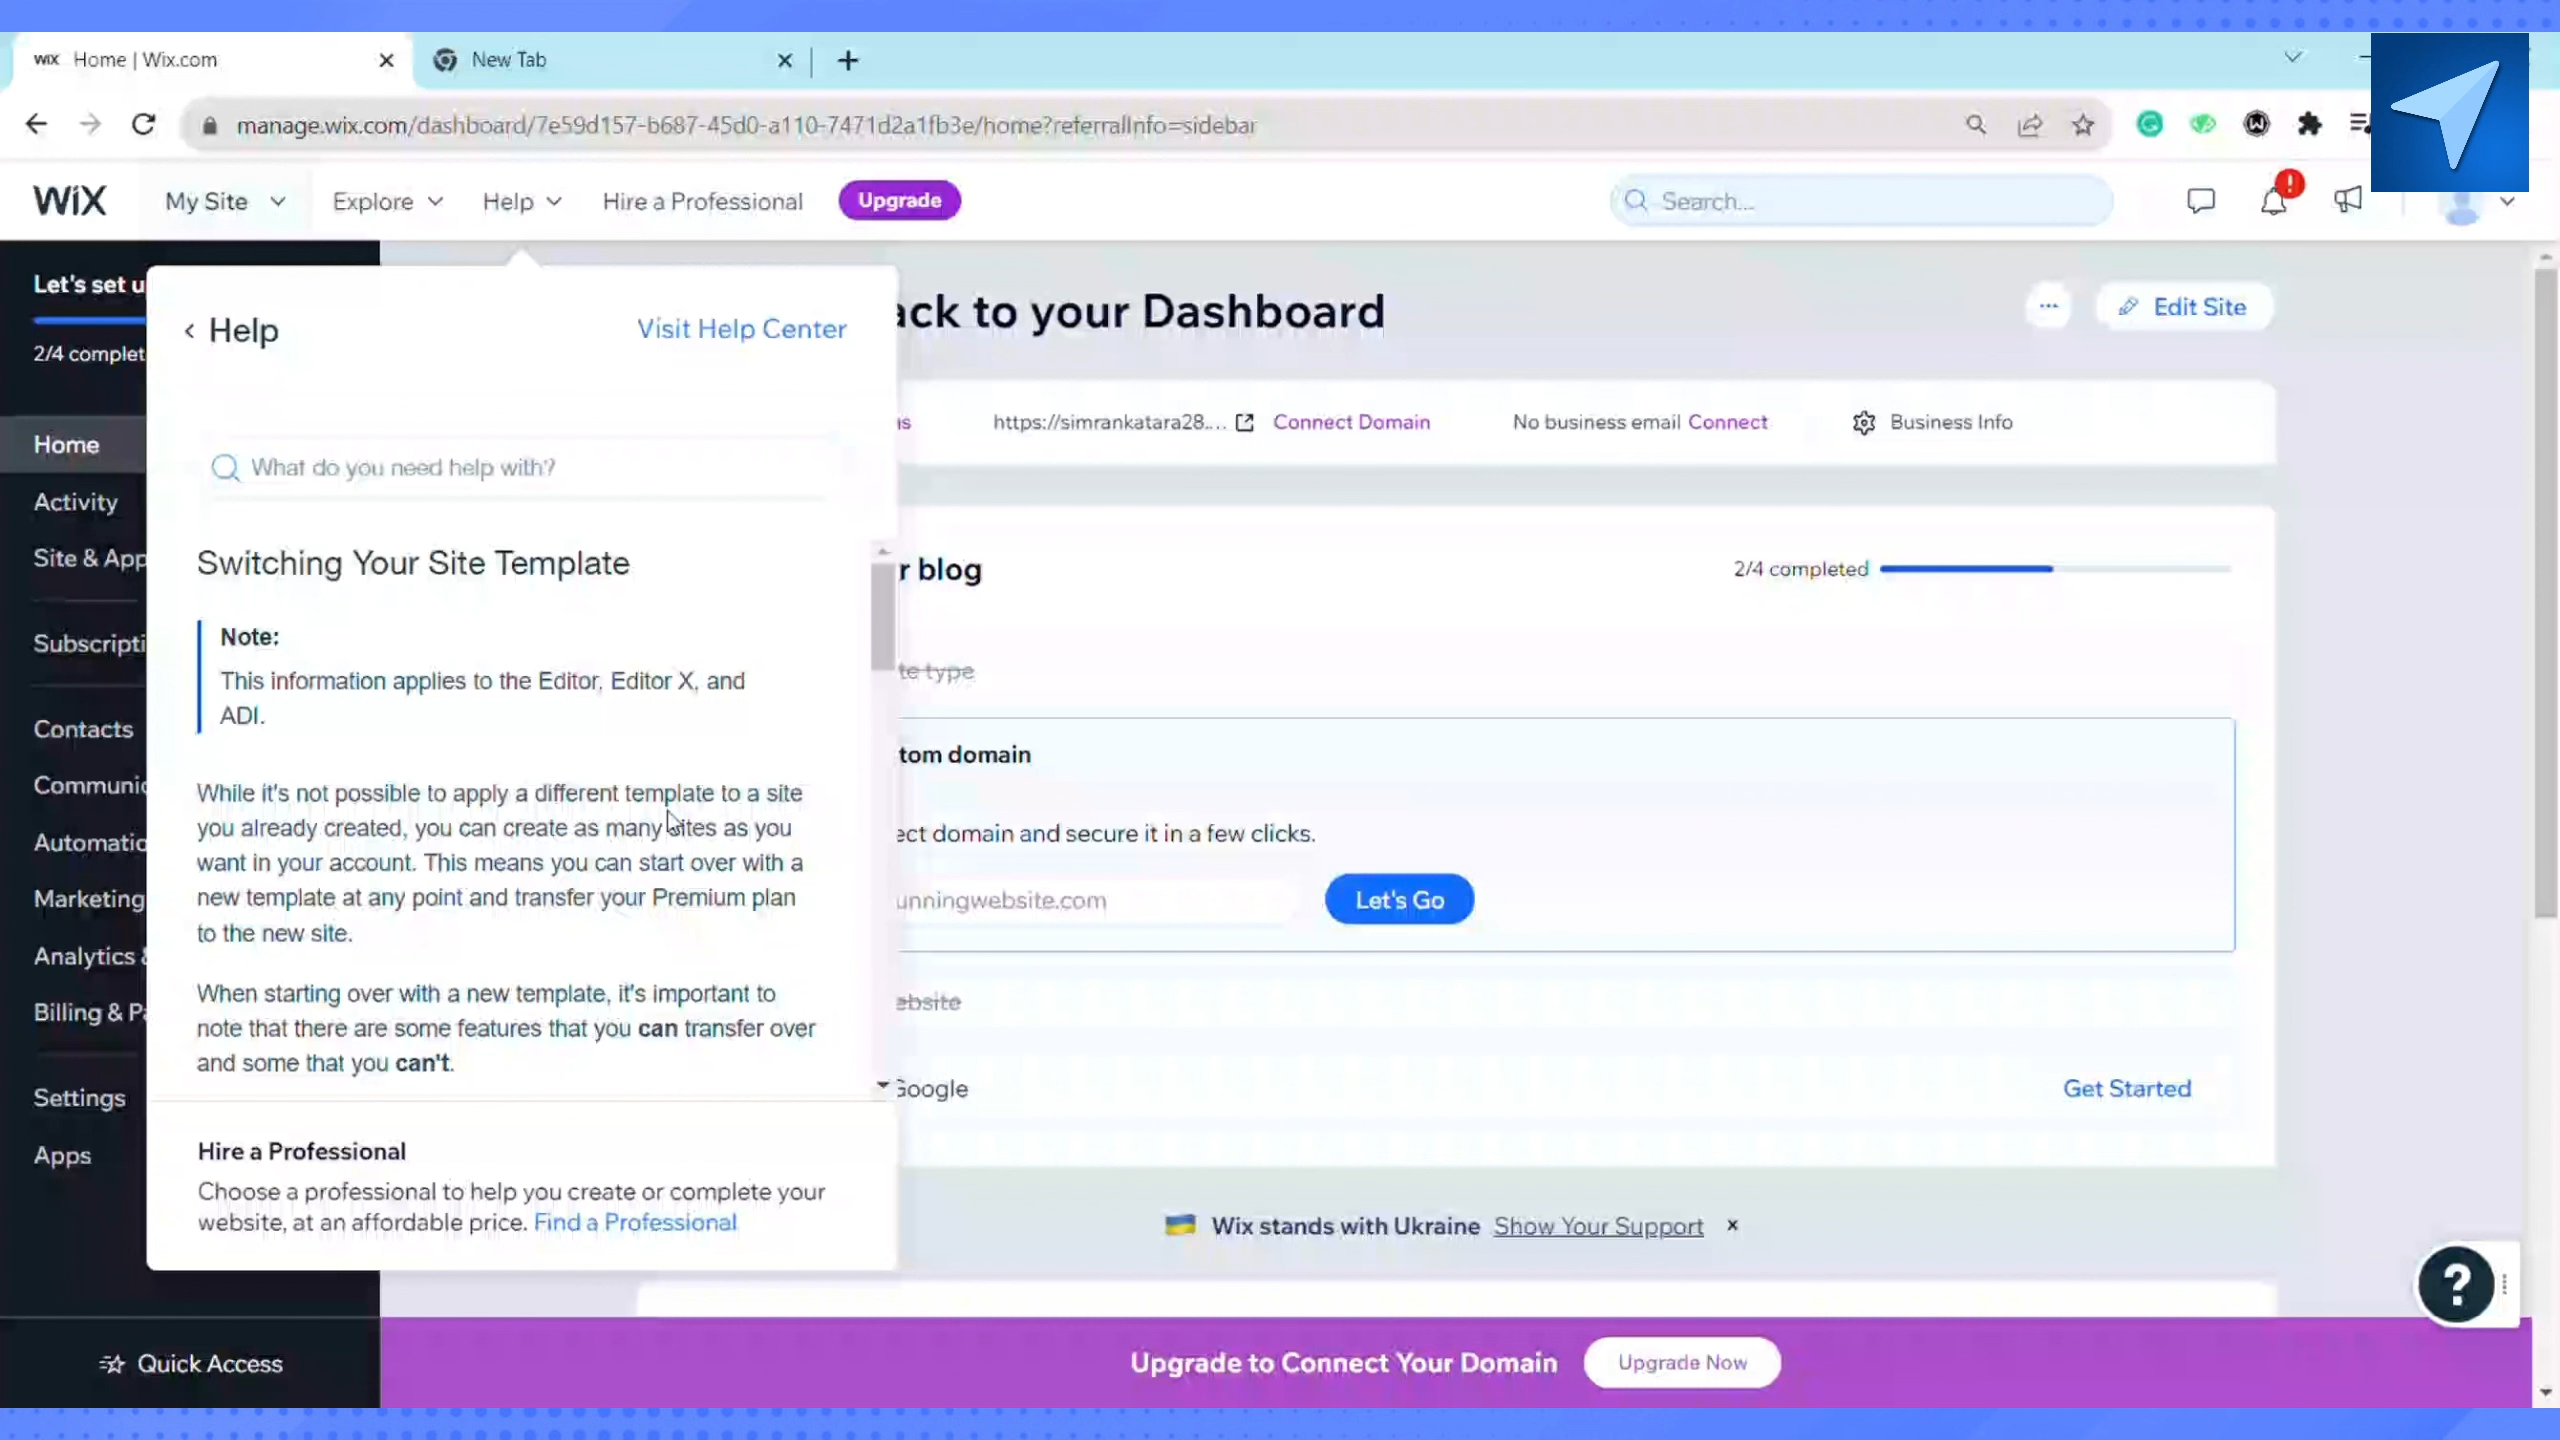 WiX Home | Wix.com
New Tab
manage.wix.com/dashboard/7e59d157-b687-45d0-a110-7471d2a1fb3e/home?referralInfo=sidebar
WiX My Site Explore Help Hire a Professional Upgrade Search...
Let's set u
2/4 complet
Home
Activity
Site & App
Subscripti
Contacts
Communic
Automatic
Marketing
Analytics &
Billing & Pa
Settings
Apps
Quick Access
Help Visit Help Center
What do you need help with?
Switching Your Site Template
Note:
This information applies to the Editor, Editor X, and
ADI.
While it's not possible to apply a different template to a site
you already created, you can create as many sites as you
want in your account. This means you can start over with a
new template at any point and transfer your Premium plan
to the new site.
When starting over with a new template, it's important to
note that there are some features that you can transfer over
and some that you can't.
Hire a Professional
Choose a professional to help you create or complete your
website, at an affordable price. Find a Professional
ack to your Dashboard
... Edit Site
ns https://simrankatara28.... Connect Domain No business email Connect Business Info
r blog 2/4 completed
te type
tom domain
ect domain and secure it in a few clicks.
unningwebsite.com Let's Go
ebsite
Google Get Started
Wix stands with Ukraine Show Your Support ×
?
Upgrade to Connect Your Domain Upgrade Now